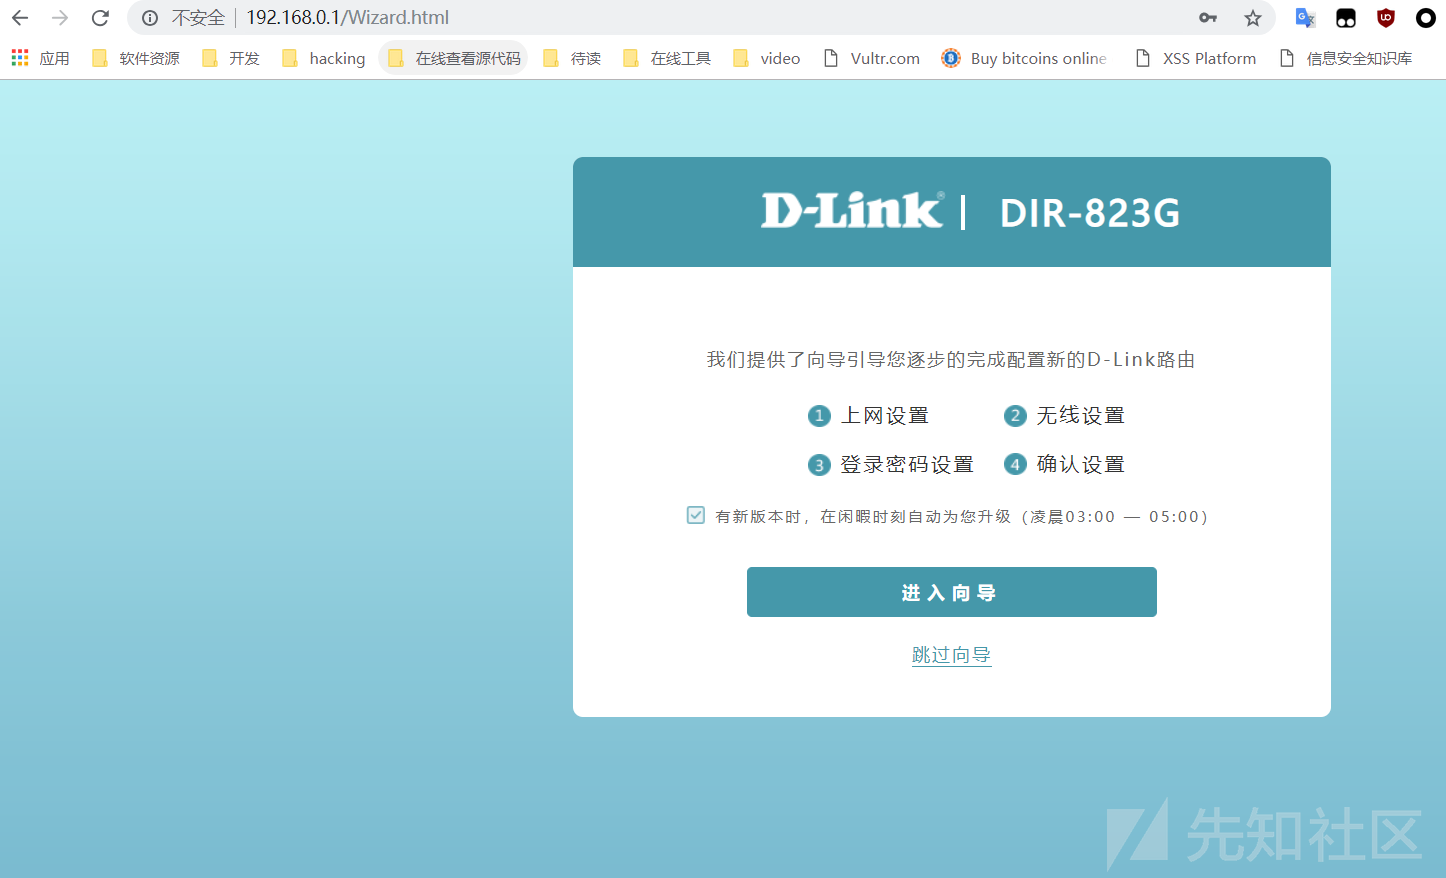 不安全 192.168.0.1/Wizard.html
应用 软件资源 开发 hacking 在线查看源代码 待读 在线工具 video Vultr.com Buy bitcoins online XSS Platform 信息安全知识库
D-Link® | DIR-823G
我们提供了向导引导您逐步的完成配置新的D-Link路由
1 上网设置 2 无线设置
3 登录密码设置 4 确认设置
有新版本时，在闲暇时刻自动为您升级（凌晨03:00 — 05:00）
进入向导
跳过向导
先知社区